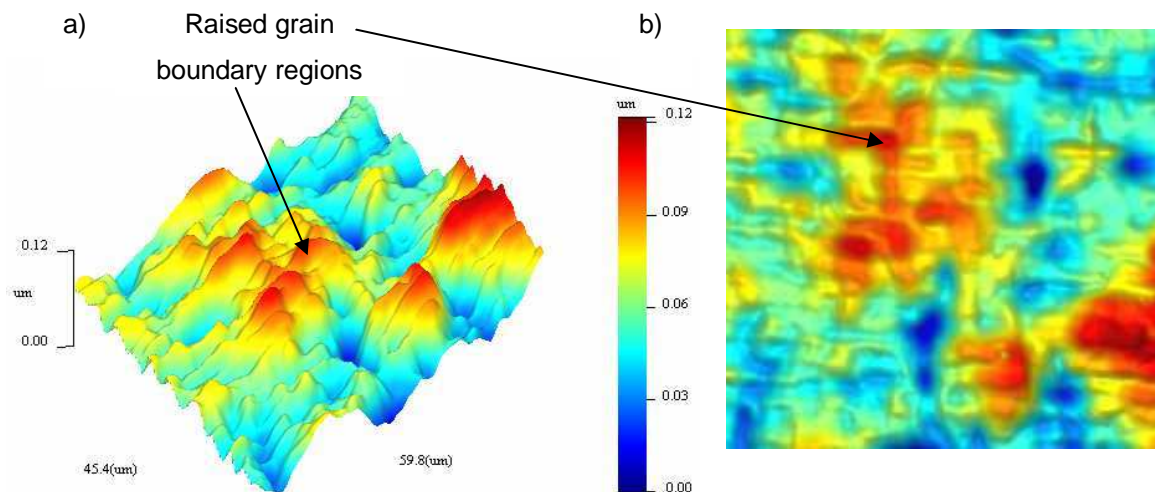 a)
Raised grain
boundary regions
b)
um
0.12
0.09
0.06
0.03
0.00
0.12
um
0.00
45.4(um)
59.8(um)